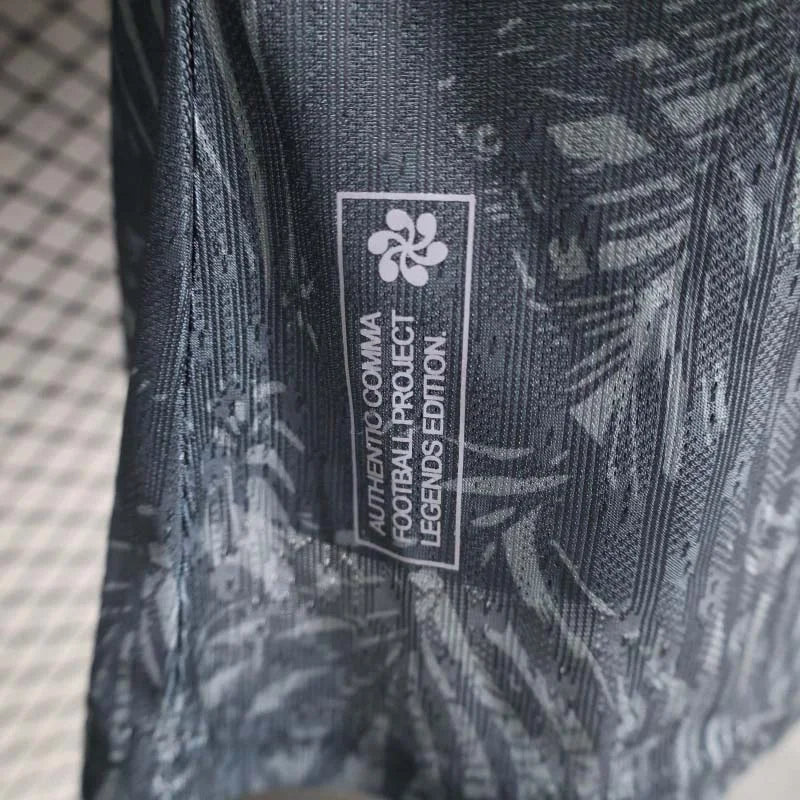 AUTHENTIC COMMA
FOOTBALL PROJECT
LEGENDS EDITION.